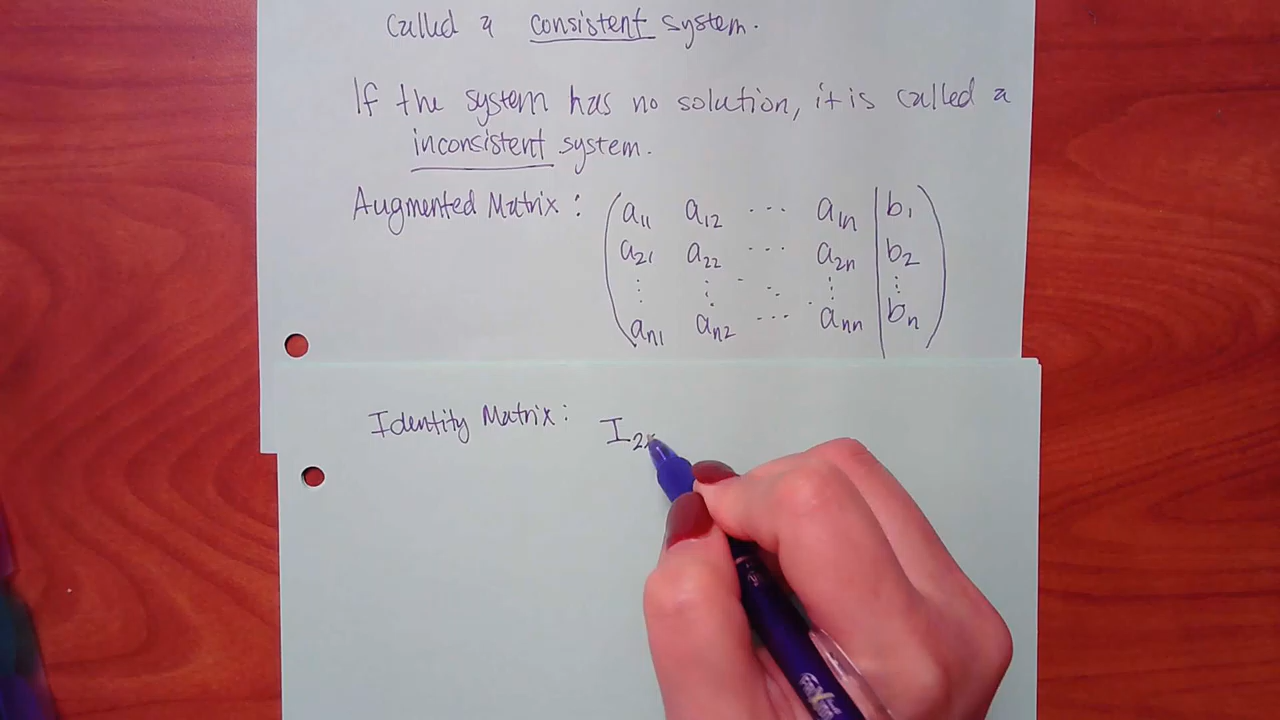 called a consistent system.
If the system has no solution, it is called a
inconsistent system.
Augmented Matrix: a11 a12 ... a1n | b1
a21 a22 ... a2n | b2
⋮ ⋮ ⋱ ⋮ | ⋮
an1 an2 ... ann | bn
Identity Matrix: I2x